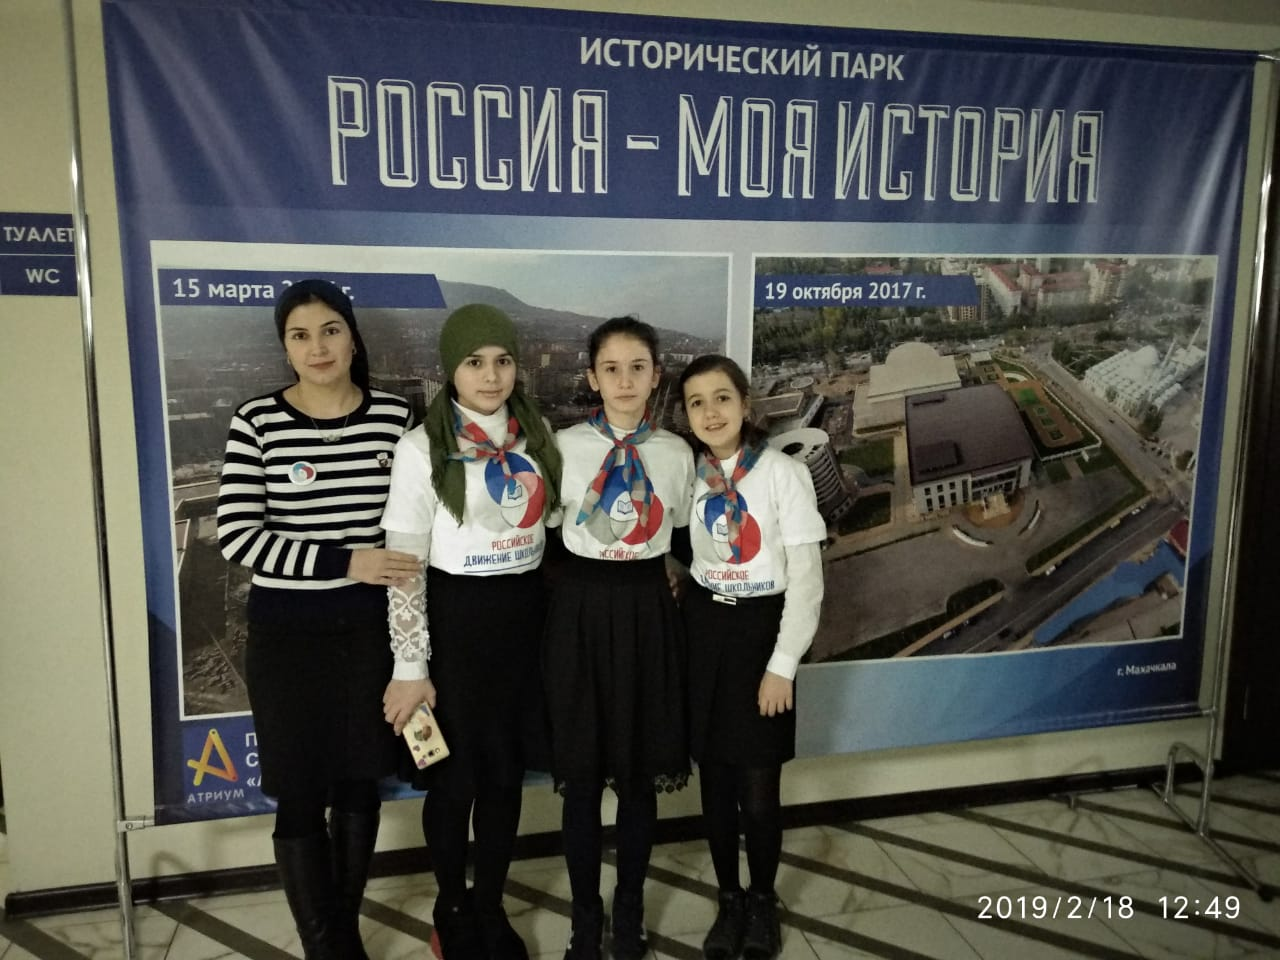 ИСТОРИЧЕСКИЙ ПАРК
РОССИЯ – МОЯ ИСТОРИЯ
ТУАЛЕТ
WC
15 марта г.
19 октября 2017 г.
РОССИЙСКОЕ
ДВИЖЕНИЕ
РОССИЙСКОЕ
ШКОЛЬНИКОВ
г. Махачкала
АТРИУМ
2019/2/18 12:49